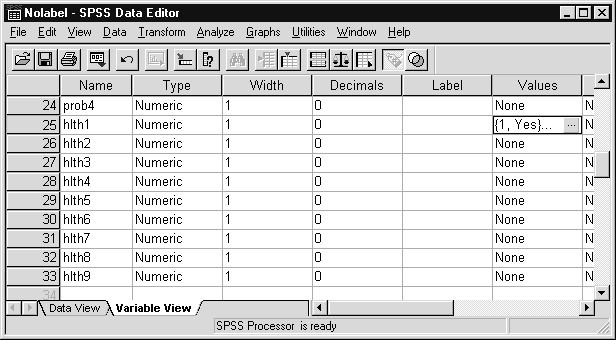 Nolabel - SPSS Data Editor
File Edit View Data Transform Analyze Graphs Utilities Window Help
Name Type Width Decimals Label Values
24 prob4 Numeric 1 0 None N
25 hlth1 Numeric 1 0 {1, Yes}... ... N
26 hlth2 Numeric 1 0 None N
27 hlth3 Numeric 1 0 None N
28 hlth4 Numeric 1 0 None N
29 hlth5 Numeric 1 0 None N
30 hlth6 Numeric 1 0 None N
31 hlth7 Numeric 1 0 None N
32 hlth8 Numeric 1 0 None N
33 hlth9 Numeric 1 0 None N
34
Data View Variable View
SPSS Processor is ready